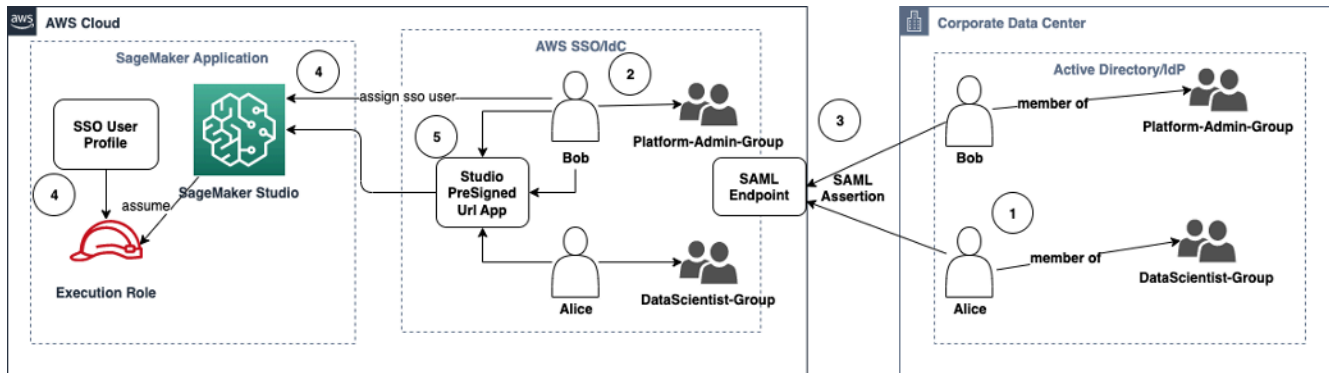 aws
AWS Cloud
SageMaker Application
4
SSO User
Profile
SageMaker Studio
4
assume
Execution Role
AWS SSO/IdC
2
assign sso user
Platform-Admin-Group
Bob
5
Studio
PreSigned
Url App
Alice
DataScientist-Group
3
SAML
Endpoint
SAML
Assertion
Corporate Data Center
Active Directory/IdP
member of
Platform-Admin-Group
Bob
1
member of
DataScientist-Group
Alice